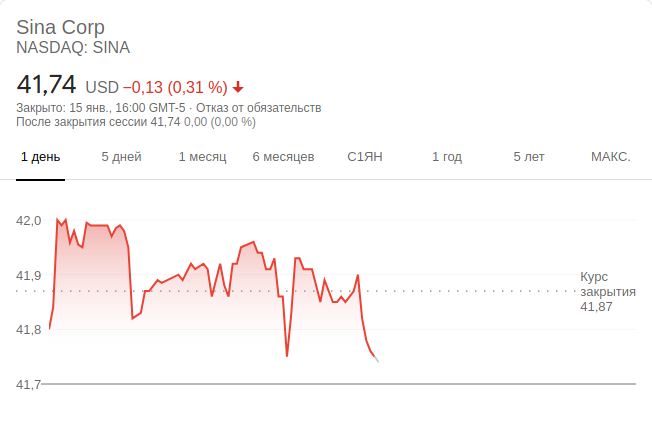 Sina Corp
NASDAQ: SINA
41,74 USD −0,13 (0,31 %)
Закрыто: 15 янв., 16:00 GMT-5 · Отказ от обязательств
После закрытия сессии 41,74 0,00 (0,00 %)
1 день 5 дней 1 месяц 6 месяцев С1ЯН 1 год 5 лет МАКС.
42,0
41,9
Курс
закрытия
41,87
41,8
41,7